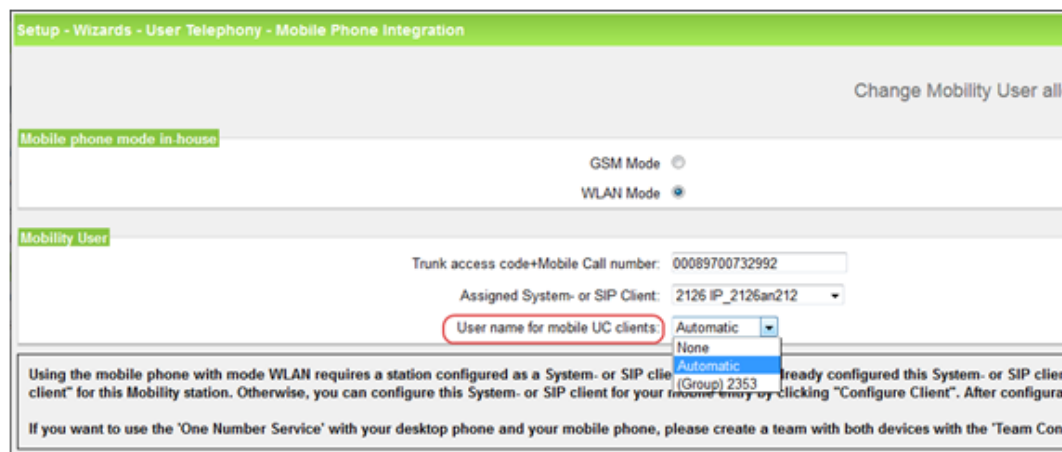 Setup - Wizards - User Telephony - Mobile Phone Integration
Change Mobility User all
Mobile phone mode in-house
GSM Mode
WLAN Mode
Mobility User
Trunk access code+Mobile Call number: 00089700732992
Assigned System- or SIP Client: 2126 IP_2126an212
User name for mobile UC clients: Automatic
None
Automatic
(Group) 2353
Using the mobile phone with mode WLAN requires a station configured as a System- or SIP clie lready configured this System- or SIP clien
client" for this Mobility station. Otherwise, you can configure this System- or SIP client for your mobile entry by clicking "Configure Client". After configura
If you want to use the 'One Number Service' with your desktop phone and your mobile phone, please create a team with both devices with the 'Team Con